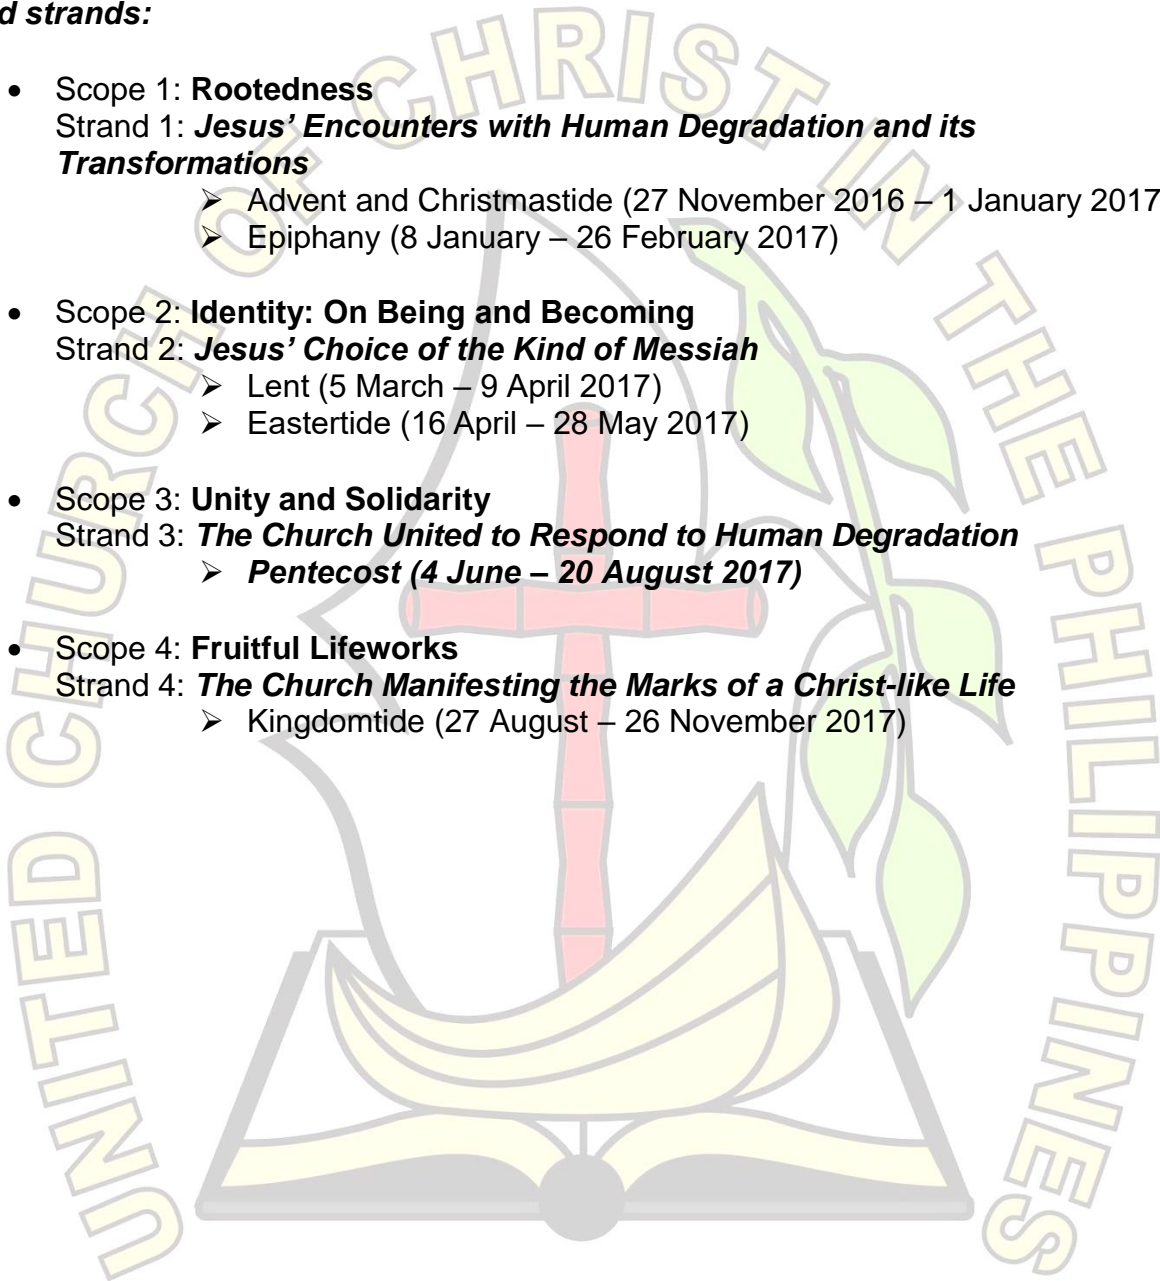 d strands:
• Scope 1: Rootedness
Strand 1: Jesus’ Encounters with Human Degradation and its
Transformations
➢ Advent and Christmastide (27 November 2016 – 1 January 2017
➢ Epiphany (8 January – 26 February 2017)
• Scope 2: Identity: On Being and Becoming
Strand 2: Jesus’ Choice of the Kind of Messiah
➢ Lent (5 March – 9 April 2017)
➢ Eastertide (16 April – 28 May 2017)
• Scope 3: Unity and Solidarity
Strand 3: The Church United to Respond to Human Degradation
➢ Pentecost (4 June – 20 August 2017)
• Scope 4: Fruitful Lifeworks
Strand 4: The Church Manifesting the Marks of a Christ-like Life
➢ Kingdomtide (27 August – 26 November 2017)
UNITED CHURCH OF CHRIST IN THE PHILIPPINES